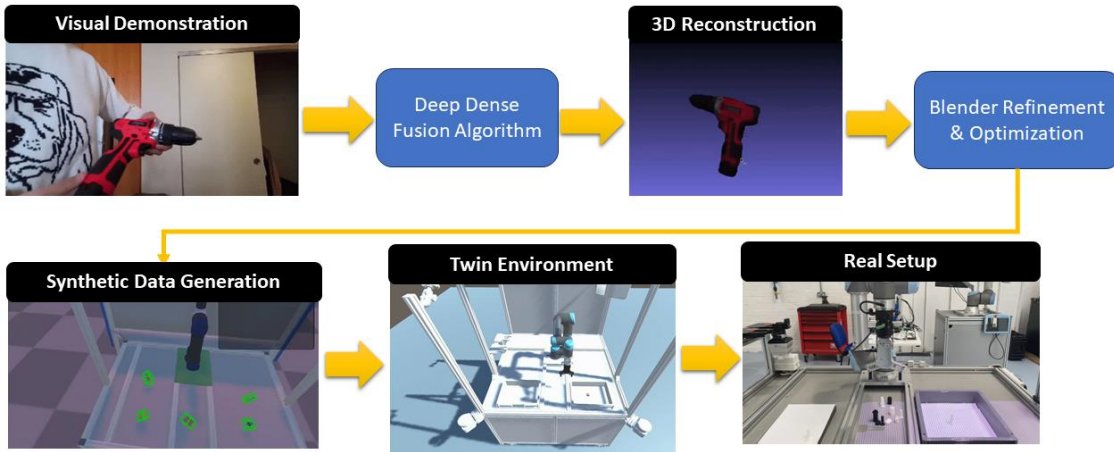 Visual Demonstration
Deep Dense
Fusion Algorithm
3D Reconstruction
Blender Refinement
& Optimization
Synthetic Data Generation
Twin Environment
Real Setup